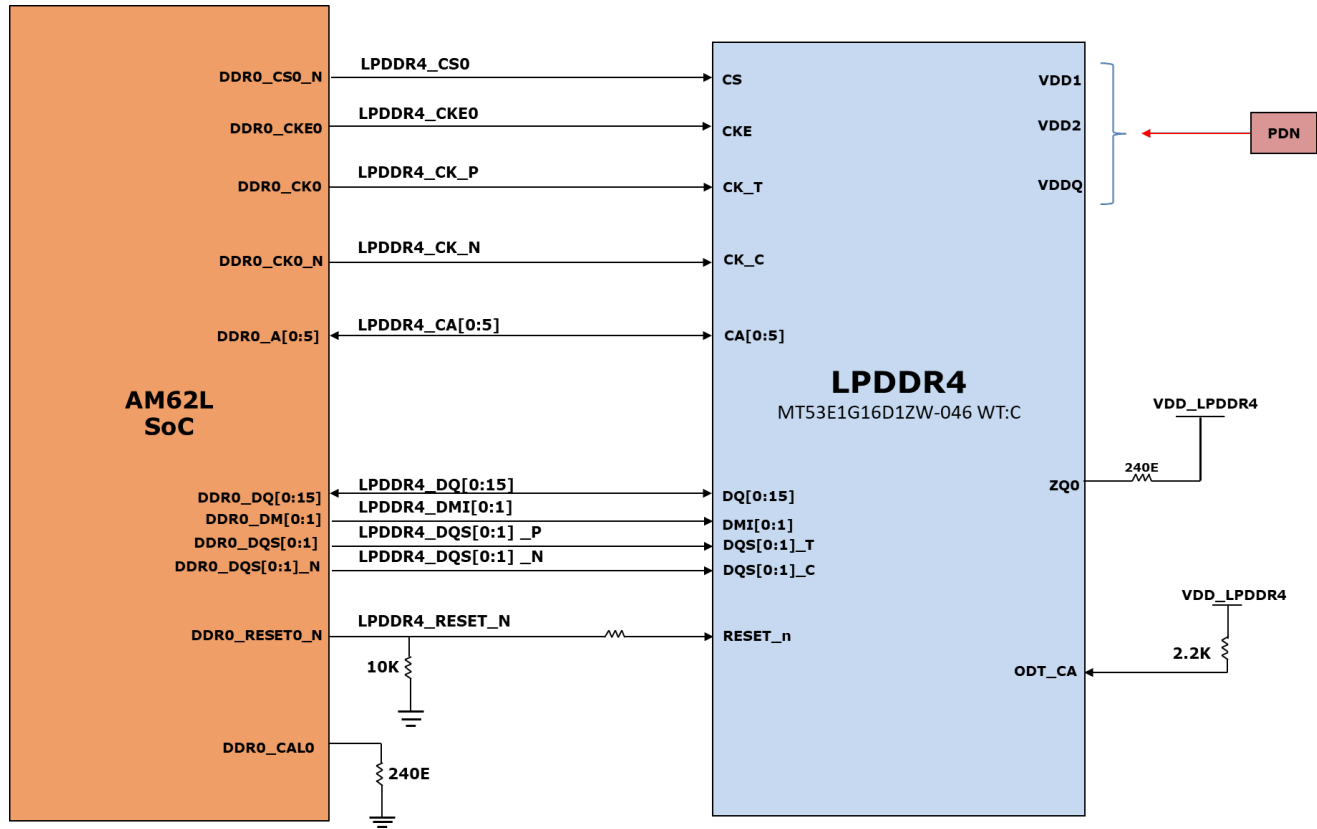 DDR0_CS0_N
LPDDR4_CS0
CS
VDD1
DDR0_CKE0
LPDDR4_CKE0
CKE
VDD2
PDN
DDR0_CK0
LPDDR4_CK_P
CK_T
VDDQ
DDR0_CK0_N
LPDDR4_CK_N
CK_C
DDR0_A[0:5]
LPDDR4_CA[0:5]
CA[0:5]
AM62L
SoC
LPDDR4
MT53E1G16D1ZW-046 WT:C
VDD_LPDDR4
240E
ZQ0
DDR0_DQ[0:15]
LPDDR4_DQ[0:15]
DQ[0:15]
DDR0_DM[0:1]
LPDDR4_DMI[0:1]
DMI[0:1]
DDR0_DQS[0:1]
LPDDR4_DQS[0:1] _P
DQS[0:1]_T
DDR0_DQS[0:1]_N
LPDDR4_DQS[0:1] _N
DQS[0:1]_C
DDR0_RESET0_N
LPDDR4_RESET_N
RESET_n
10K
VDD_LPDDR4
2.2K
ODT_CA
DDR0_CAL0
240E